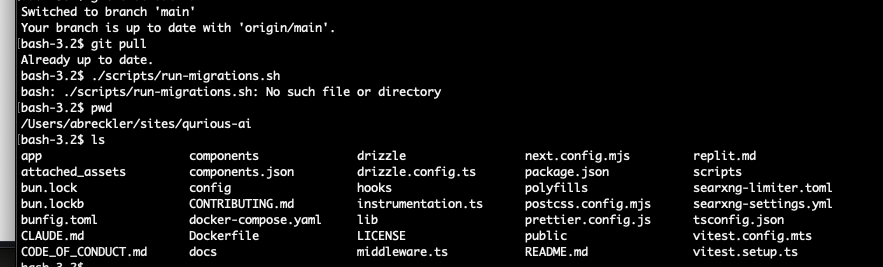 Switched to branch 'main'
Your branch is up to date with 'origin/main'.
[bash-3.2$ git pull
Already up to date.
bash-3.2$ ./scripts/run-migrations.sh
bash: ./scripts/run-migrations.sh: No such file or directory
[bash-3.2$ pwd
/Users/abreckler/sites/qurious-ai
[bash-3.2$ ls
app components drizzle next.config.mjs replit.md
attached_assets components.json drizzle.config.ts package.json scripts
bun.lock config hooks polyfills searxng-limiter.toml
bun.lockb CONTRIBUTING.md instrumentation.ts postcss.config.mjs searxng-settings.yml
bunfig.toml docker-compose.yaml lib prettier.config.js tsconfig.json
CLAUDE.md Dockerfile LICENSE public vitest.config.mts
CODE_OF_CONDUCT.md docs middleware.ts README.md vitest.setup.ts
bash-3.2$